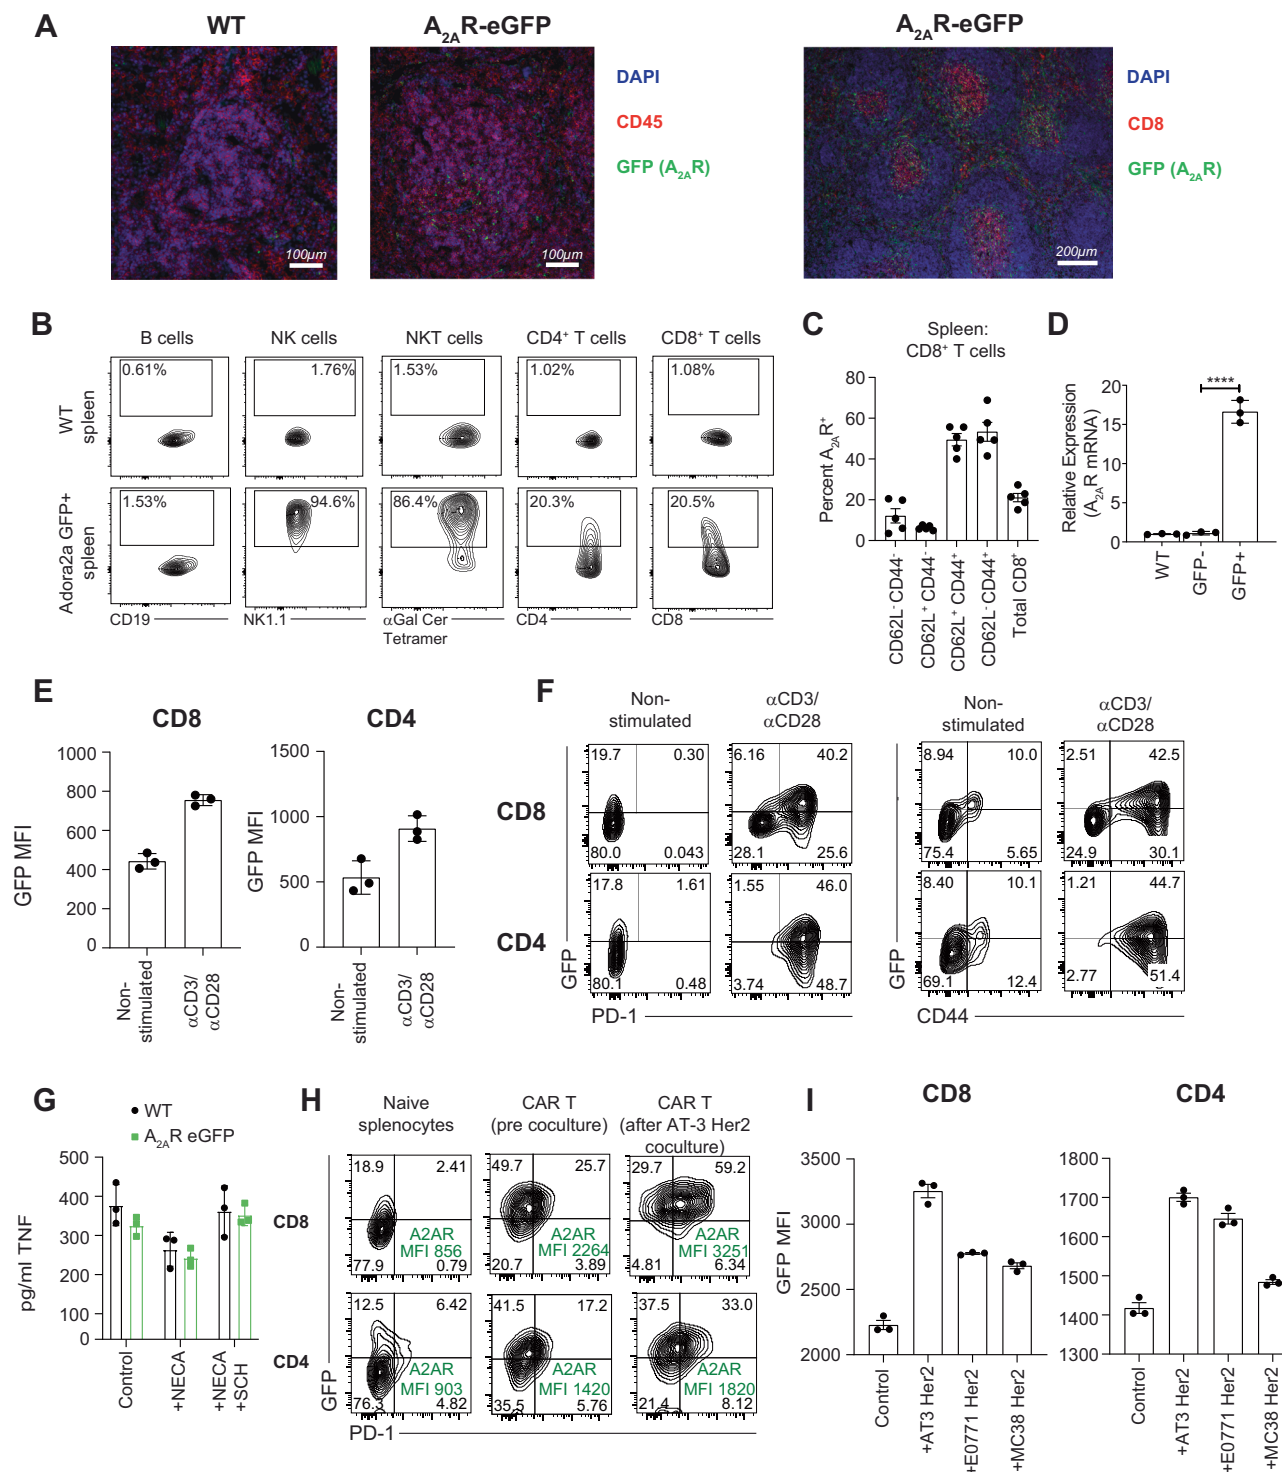 A
WT
A2AR-eGFP
A2AR-eGFP
DAPI
CD45
GFP (A2AR)
DAPI
CD8
GFP (A2AR)
100µm
100µm
200µm
B
B cells
NK cells
NKT cells
CD4+ T cells
CD8+ T cells
WT
spleen
0.61%
1.76%
1.53%
1.02%
1.08%
Adora2a GFP+
spleen
1.53%
94.6%
86.4%
20.3%
20.5%
CD19
NK1.1
αGal Cer
Tetramer
CD4
CD8
C
Spleen:
CD8+ T cells
Percent A2AR+
80
60
40
20
0
CD62L- CD44-
CD62L+ CD44-
CD62L+ CD44+
CD62L- CD44+
Total CD8+
D
Relative Expression
(A2AR mRNA)
20
15
10
5
0
****
WT
GFP-
GFP+
E
CD8
GFP MFI
1000
800
600
400
200
0
Non-
stimulated
αCD3/
αCD28
CD4
GFP MFI
1500
1000
500
0
Non-
stimulated
αCD3/
αCD28
F
Non-
stimulated
αCD3/
αCD28
Non-
stimulated
αCD3/
αCD28
CD8
19.7
0.30
80.0
0.043
6.16
40.2
28.1
25.6
8.94
10.0
75.4
5.65
2.51
42.5
24.9
30.1
CD4
17.8
1.61
80.1
0.48
1.55
46.0
3.74
48.7
8.40
10.1
69.1
12.4
1.21
44.7
2.77
51.4
GFP
PD-1
GFP
CD44
G
WT
A2AR eGFP
pg/ml TNF
500
400
300
200
100
0
Control
+NECA
+NECA
+SCH
H
Naive
splenocytes
CAR T
(pre coculture)
CAR T
(after AT-3 Her2
coculture)
CD8
18.9
2.41
A2AR
MFI 856
77.9
0.79
49.7
25.7
A2AR
MFI 2264
20.7
3.89
29.7
59.2
A2AR
MFI 3251
4.81
6.34
CD4
12.5
6.42
A2AR
MFI 903
76.3
4.82
41.5
17.2
A2AR
MFI 1420
35.5
5.76
37.5
33.0
A2AR
MFI 1820
21.4
8.12
GFP
PD-1
I
CD8
GFP MFI
3500
3000
2500
2000
Control
+AT3 Her2
+E0771 Her2
+MC38 Her2
CD4
1800
1700
1600
1500
1400
1300
Control
+AT3 Her2
+E0771 Her2
+MC38 Her2